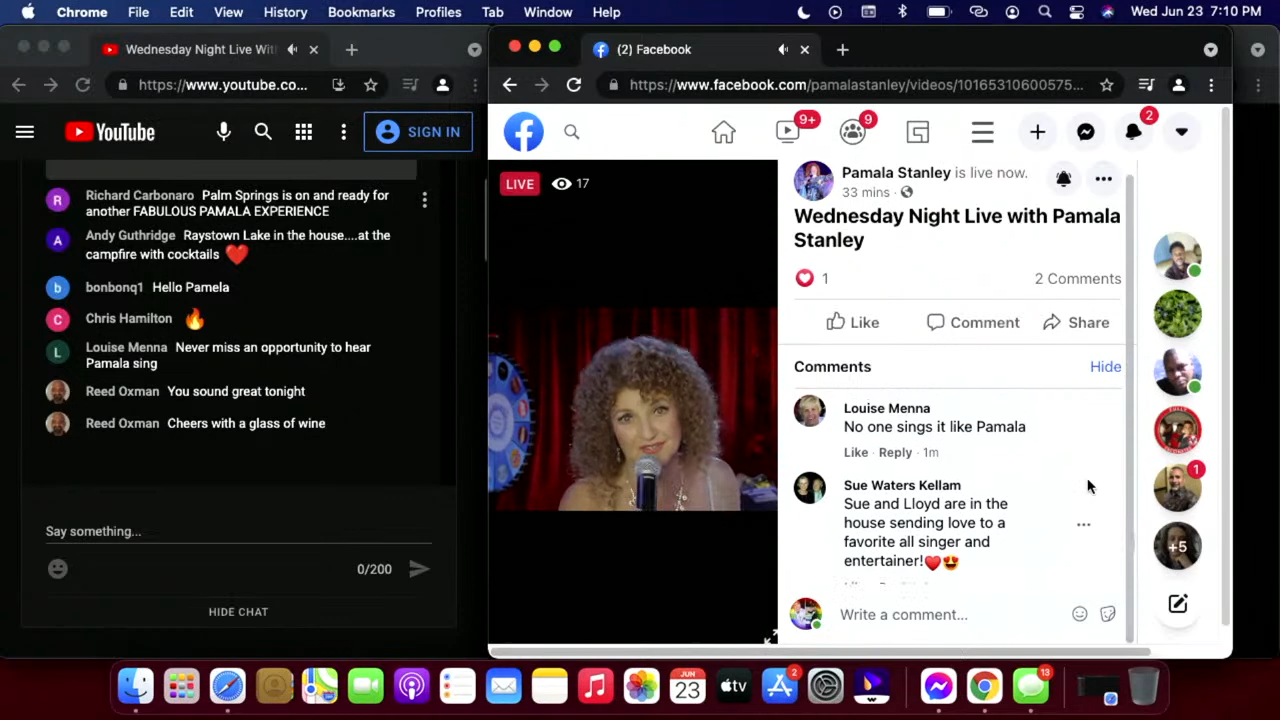 Chrome File Edit View History Bookmarks Profiles Tab Window Help Wed Jun 23 7:10 PM
Wednesday Night Live Wit
(2) Facebook
https://www.youtube.co...
https://www.facebook.com/pamalastanley/videos/10165310600575...
YouTube
SIGN IN
9+
9
2
R Richard Carbonaro Palm Springs is on and ready for
another FABULOUS PAMALA EXPERIENCE
A Andy Guthridge Raystown Lake in the house....at the
campfire with cocktails ❤️
b bonbonq1 Hello Pamela
C Chris Hamilton 🔥
L Louise Menna Never miss an opportunity to hear
Pamala sing
Reed Oxman You sound great tonight
Reed Oxman Cheers with a glass of wine
Say something...
0/200
HIDE CHAT
LIVE 17
Pamala Stanley is live now.
33 mins ·
Wednesday Night Live with Pamala
Stanley
1 2 Comments
Like Comment Share
Comments Hide
Louise Menna
No one sings it like Pamala
Like · Reply · 1m
Sue Waters Kellam
Sue and Lloyd are in the
house sending love to a
favorite all singer and
entertainer!❤️😍
Write a comment...
1
+5
JUN
23
tv
2
13